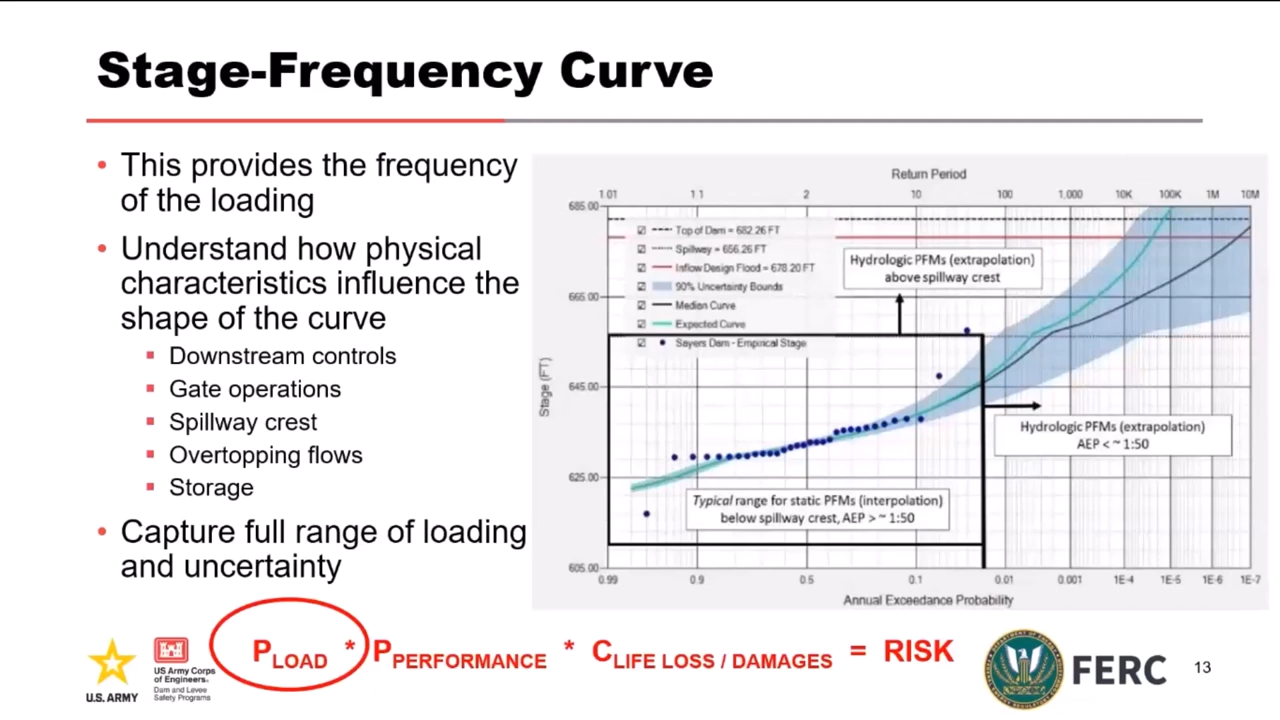 Stage-Frequency Curve
• This provides the frequency
of the loading
• Understand how physical
characteristics influence the
shape of the curve
▪ Downstream controls
▪ Gate operations
▪ Spillway crest
▪ Overtopping flows
▪ Storage
• Capture full range of loading
and uncertainty
Return Period
1.01 1.1 2 10 100 1,000 10K 100K 1M 10M
685.00
665.00
645.00
625.00
605.00
Stage (FT)
Top of Dam = 682.26 FT
Spillway = 656.26 FT
Inflow Design Flood = 678.20 FT
90% Uncertainty Bounds
Median Curve
Expected Curve
Sayers Dam - Empirical Stage
Hydrologic PFMs (extrapolation)
above spillway crest
Hydrologic PFMs (extrapolation)
AEP < ~ 1:50
Typical range for static PFMs (interpolation)
below spillway crest, AEP > ~ 1:50
0.99 0.9 0.5 0.1 0.01 0.001 1E-4 1E-5 1E-6 1E-7
Annual Exceedance Probability
PLOAD * PPERFORMANCE * CLIFE LOSS / DAMAGES = RISK
U.S. ARMY
US Army Corps
of Engineers®
Dam and Levee
Safety Programs
FERC
13